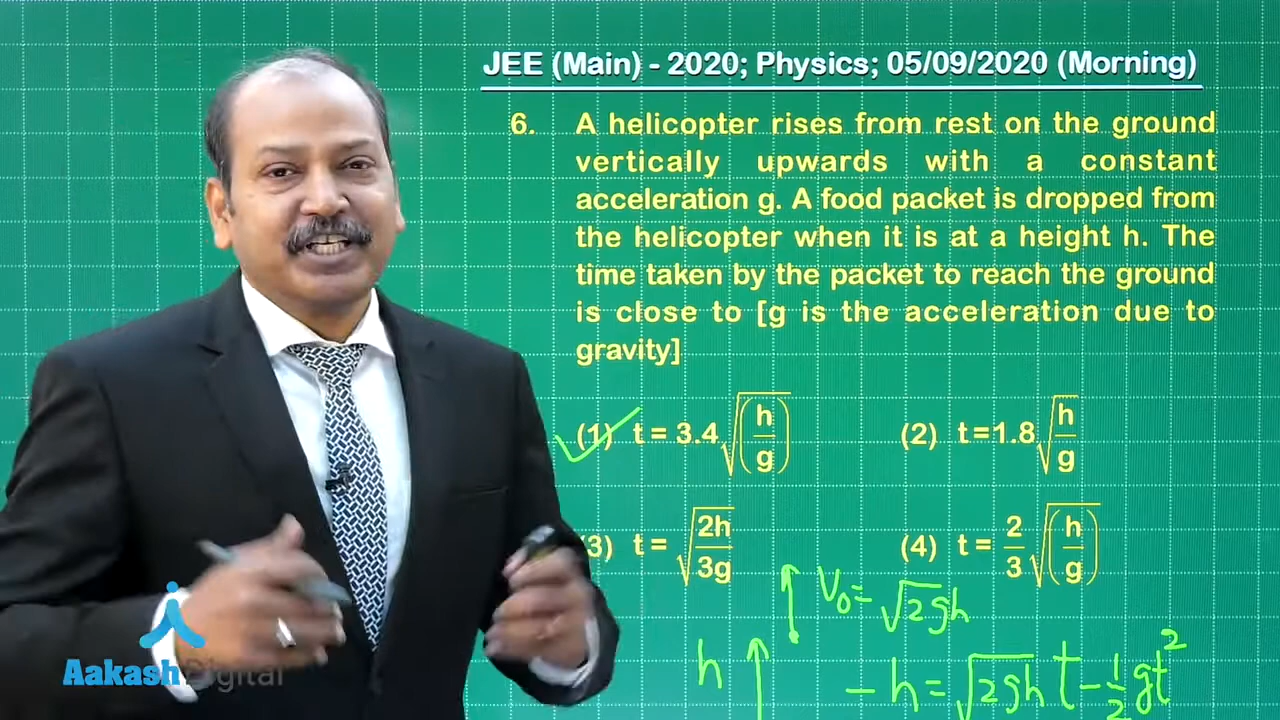 JEE (Main) - 2020; Physics; 05/09/2020 (Morning)
6. A helicopter rises from rest on the ground
vertically upwards with a constant
acceleration g. A food packet is dropped from
the helicopter when it is at a height h. The
time taken by the packet to reach the ground
is close to [g is the acceleration due to
gravity]
(1) t = 3.4√(h/g) (2) t=1.8√h/g
(3) t = √2h/3g (4) t = 2/3√(h/g)
V₀ = √2gh
h
- h = √2gh t - ½gt²
Aakash Digital